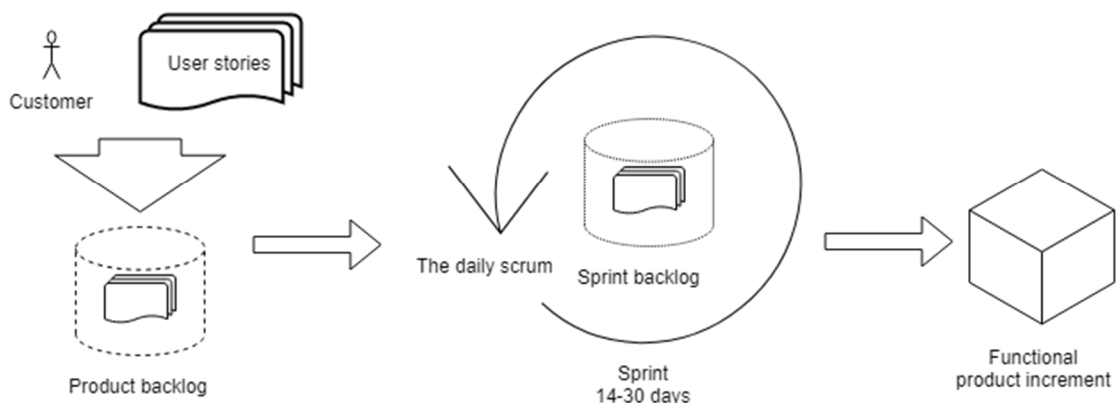 User stories
Customer
The daily scrum
Sprint backlog
Product backlog
Sprint
14-30 days
Functional
product increment